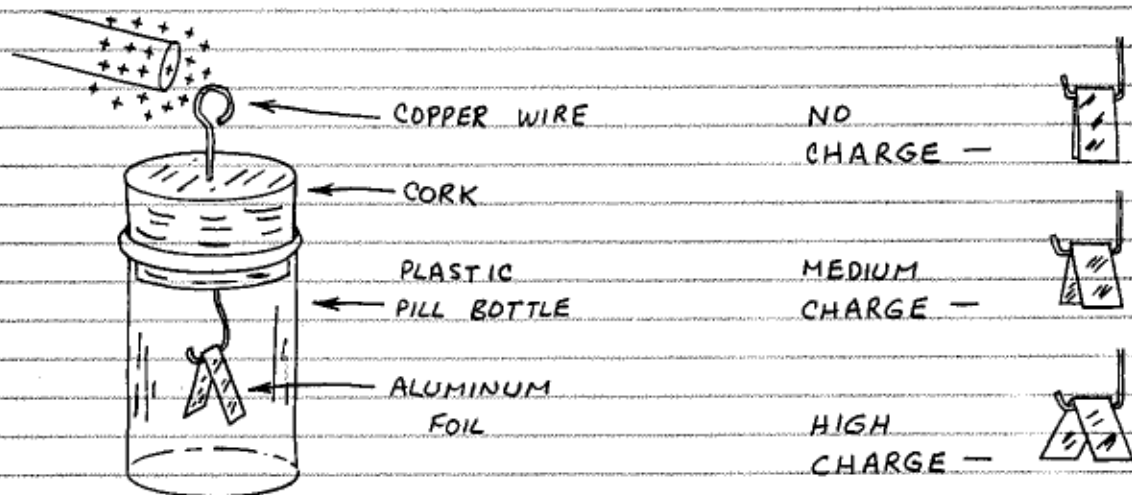 COPPER WIRE
CORK
PLASTIC
PILL BOTTLE
ALUMINUM
FOIL
NO
CHARGE —
MEDIUM
CHARGE —
HIGH
CHARGE —